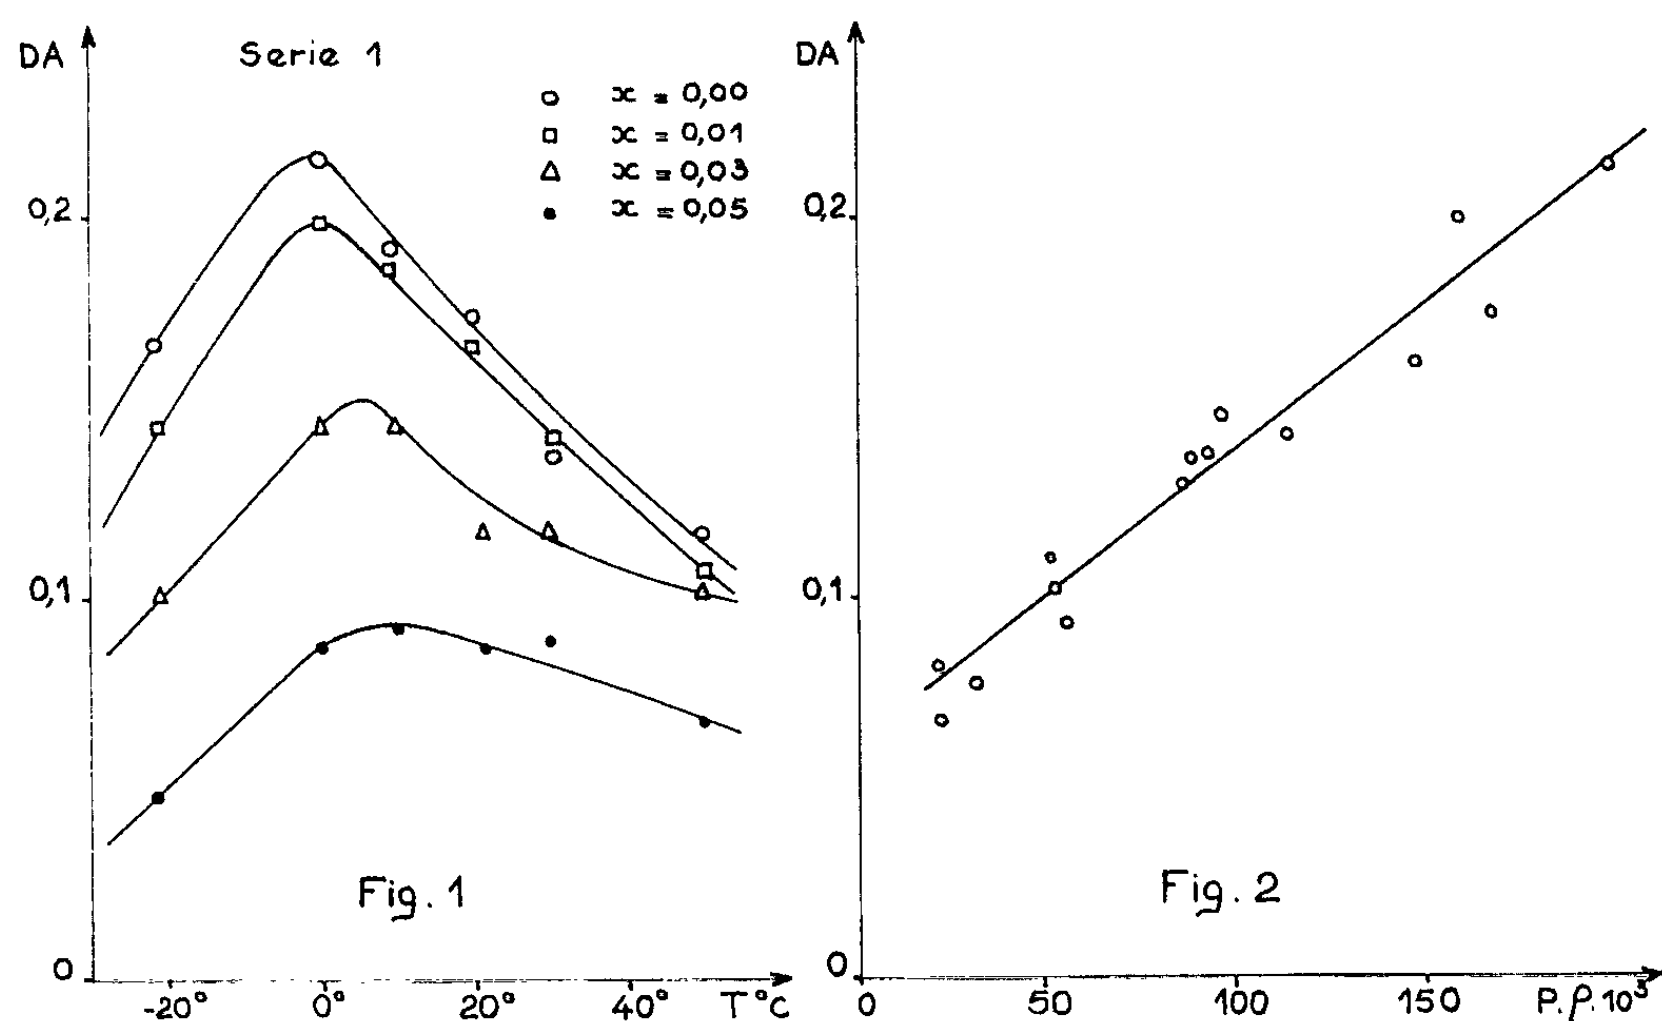 DA
Serie 1
x = 0,00
x = 0,01
x = 0,03
x = 0,05
0,2
0,1
0
-20° 0° 20° 40° T°C
Fig. 1
DA
0,2
0,1
0
0 50 100 150 P.ρ.10³
Fig. 2